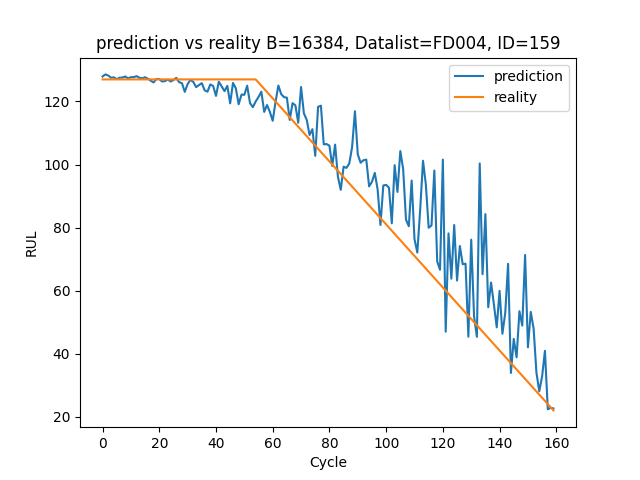 prediction vs reality B=16384, Datalist=FD004, ID=159
prediction
reality
120
100
80
60
40
20
RUL
0 20 40 60 80 100 120 140 160
Cycle